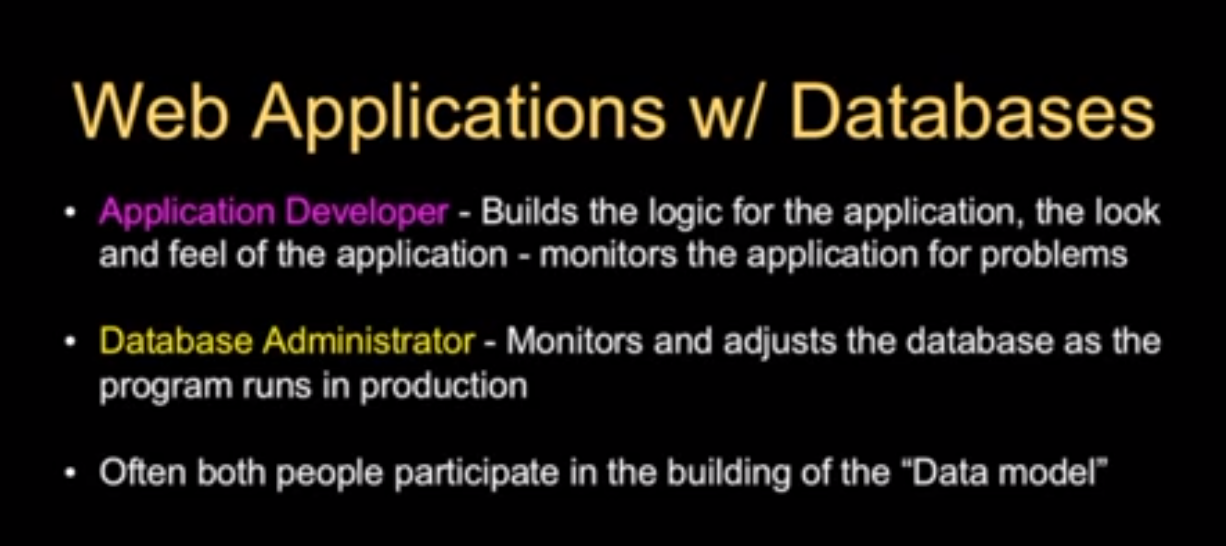 Web Applications w/ Databases
• Application Developer - Builds the logic for the application, the look
and feel of the application - monitors the application for problems
• Database Administrator - Monitors and adjusts the database as the
program runs in production
• Often both people participate in the building of the “Data model”